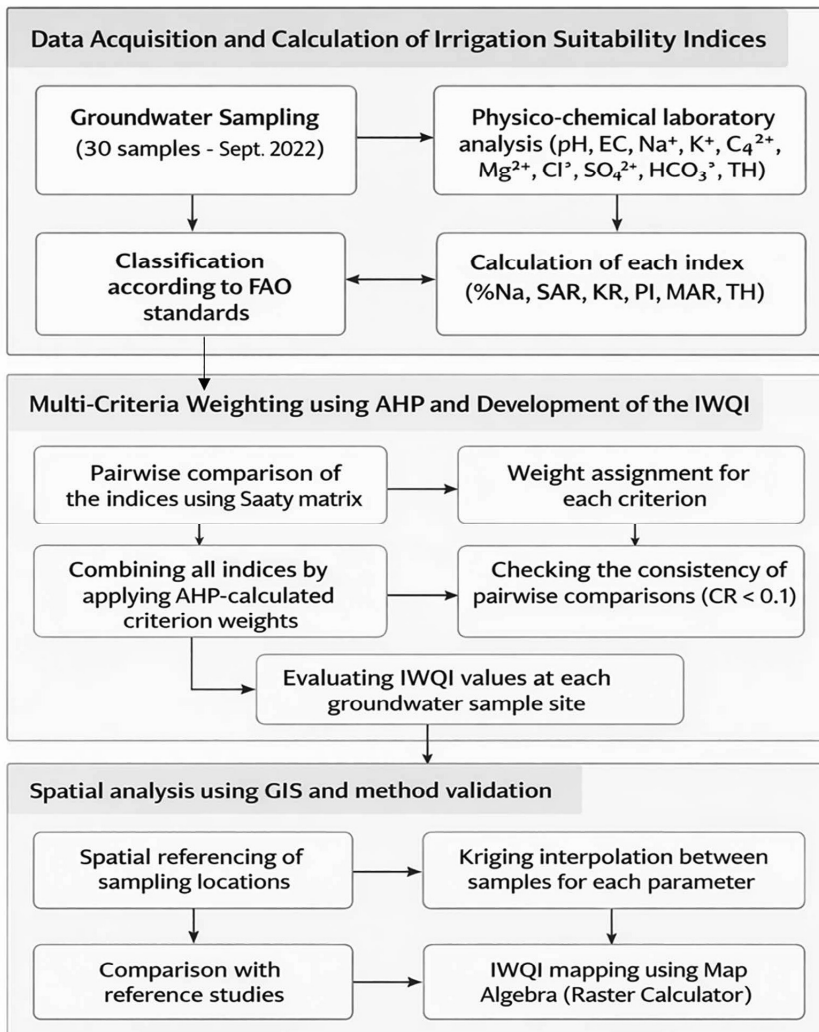 Data Acquisition and Calculation of Irrigation Suitability Indices
Groundwater Sampling
(30 samples - Sept. 2022)
Physico-chemical laboratory
analysis (pH, EC, Na⁺, K⁺, C₄²⁺,
Mg²⁺, Cl⁾, SO₄²⁺, HCO₃⁾, TH)
Classification
according to FAO
standards
Calculation of each index
(%Na, SAR, KR, PI, MAR, TH)
Multi-Criteria Weighting using AHP and Development of the IWQI
Pairwise comparison of
the indices using Saaty matrix
Weight assignment for
each criterion
Combining all indices by
applying AHP-calculated
criterion weights
Checking the consistency of
pairwise comparisons (CR < 0.1)
Evaluating IWQI values at each
groundwater sample site
Spatial analysis using GIS and method validation
Spatial referencing of
sampling locations
Kriging interpolation between
samples for each parameter
Comparison with
reference studies
IWQI mapping using Map
Algebra (Raster Calculator)